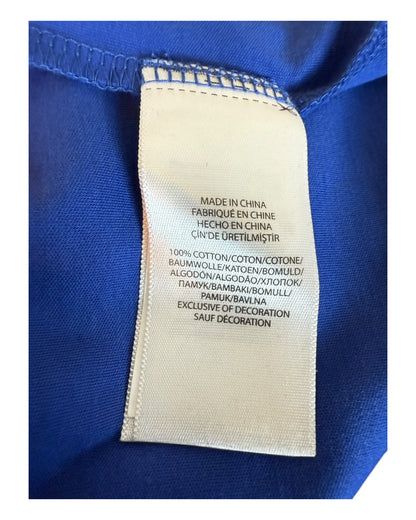 MADE IN CHINA
FABRIQUÉ EN CHINE
HECHO EN CHINA
ÇİN'DE ÜRETİLMİŞTİR
100% COTTON/COTON/COTONE/
BAUMWOLLE/KATOEN/BOMULD/
ALGODÓN/ALGODÃO/ХЛОПОК/
ПАМУК/BAMBAKI/BOMULL/
PAMUK/BAVLNA
EXCLUSIVE OF DECORATION
SAUF DÉCORATION